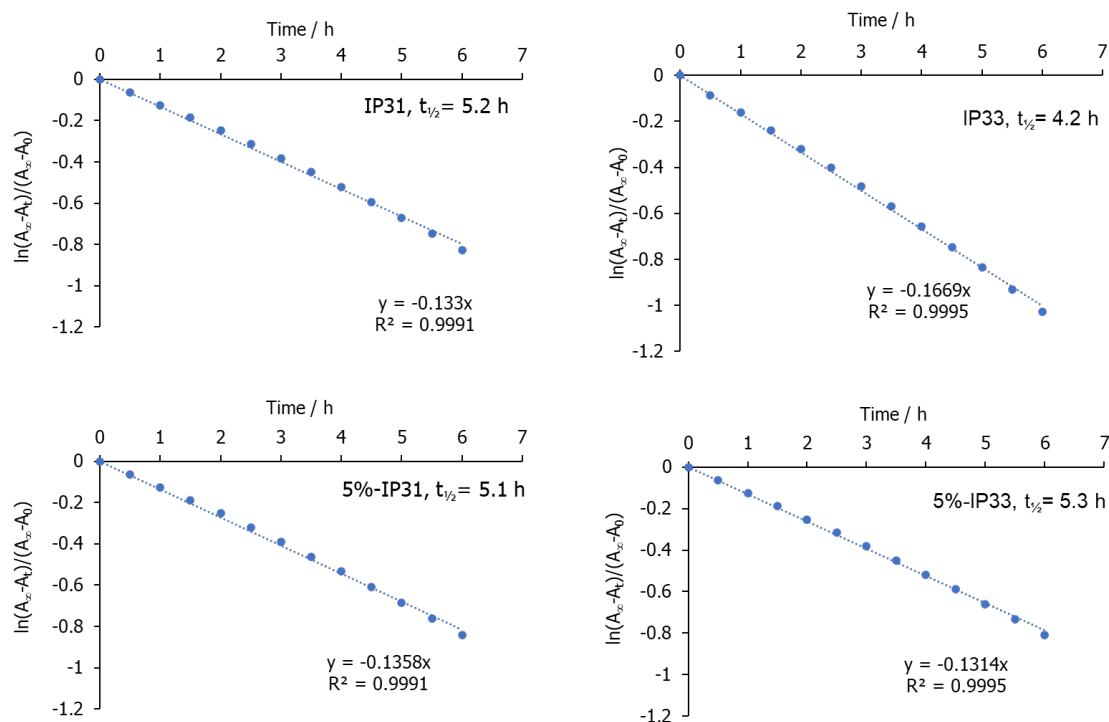 Time / h
0 1 2 3 4 5 6 7
0
-0.2
-0.4
-0.6
-0.8
-1
-1.2
ln(A∞-At)/(A∞-A0)
IP31, t½= 5.2 h
y = -0.133x
R² = 0.9991
Time / h
0 1 2 3 4 5 6 7
0
-0.2
-0.4
-0.6
-0.8
-1
-1.2
ln(A∞-At)/(A∞-A0)
IP33, t½= 4.2 h
y = -0.1669x
R² = 0.9995
Time / h
0 1 2 3 4 5 6 7
0
-0.2
-0.4
-0.6
-0.8
-1
-1.2
ln(A∞-At)/(A∞-A0)
5%-IP31, t½= 5.1 h
y = -0.1358x
R² = 0.9991
Time / h
0 1 2 3 4 5 6 7
0
-0.2
-0.4
-0.6
-0.8
-1
-1.2
ln(A∞-At)/(A∞-A0)
5%-IP33, t½= 5.3 h
y = -0.1314x
R² = 0.9995